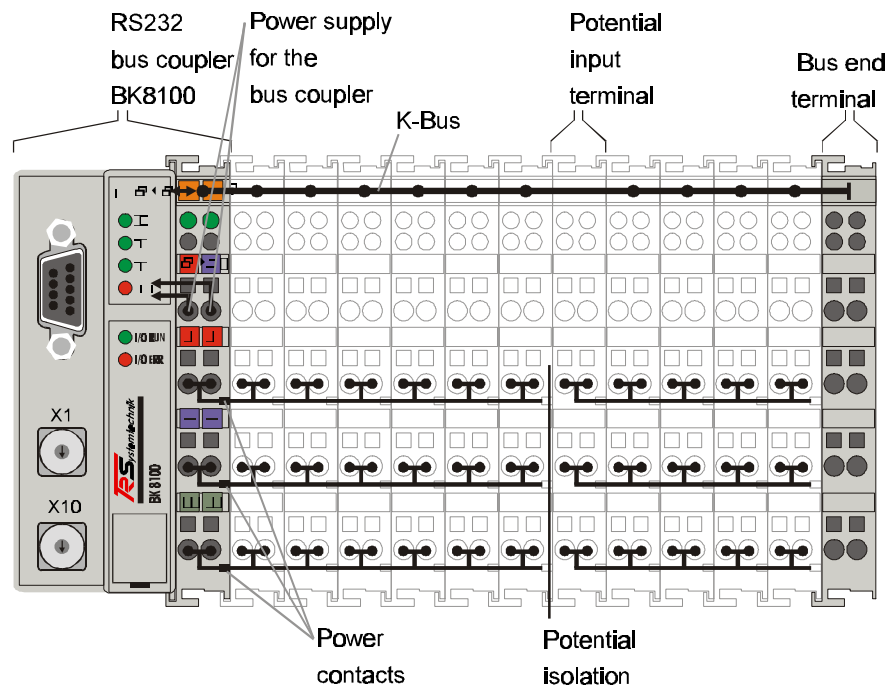 RS232
bus coupler
BK8100
Power supply
for the
bus coupler
K-Bus
Potential
input
terminal
Bus end
terminal
I/O RUN
I/O ERR
X1
X10
RSystemtechnik
BK 8100
Power
contacts
Potential
isolation